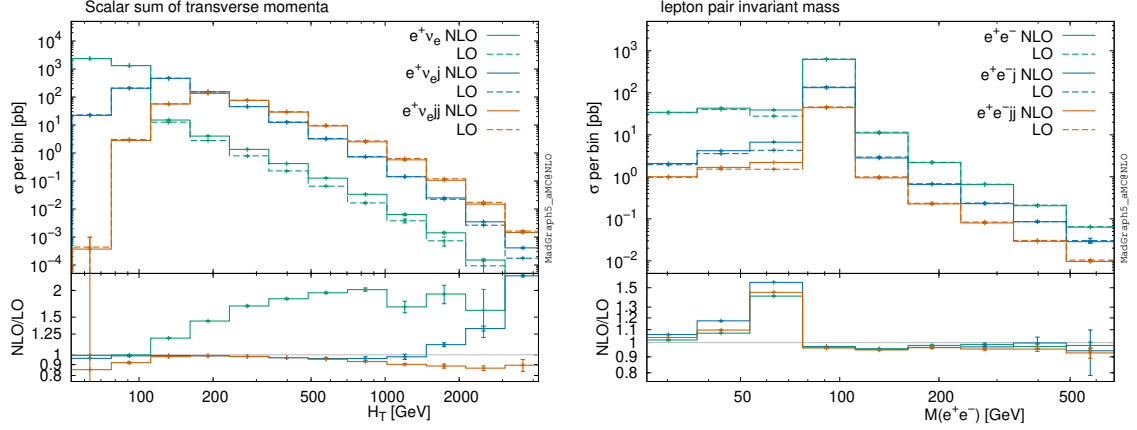 Scalar sum of transverse momenta
σ per bin [pb]
10⁴
10³
10²
10¹
10⁰
10⁻¹
10⁻²
10⁻³
10⁻⁴
e⁺νₑ NLO
LO
e⁺νₑj NLO
LO
e⁺νₑjj NLO
LO
MadGraph5_aMC@NLO
NLO/LO
2
1.5
1.25
1
0.9
0.8
100
200
500
1000
2000
H_T [GeV]
lepton pair invariant mass
σ per bin [pb]
10³
10²
10¹
10⁰
10⁻¹
10⁻²
e⁺e⁻ NLO
LO
e⁺e⁻j NLO
LO
e⁺e⁻jj NLO
LO
MadGraph5_aMC@NLO
NLO/LO
1.5
1.3
1.2
1.1
1
0.9
0.8
50
100
200
500
M(e⁺e⁻) [GeV]